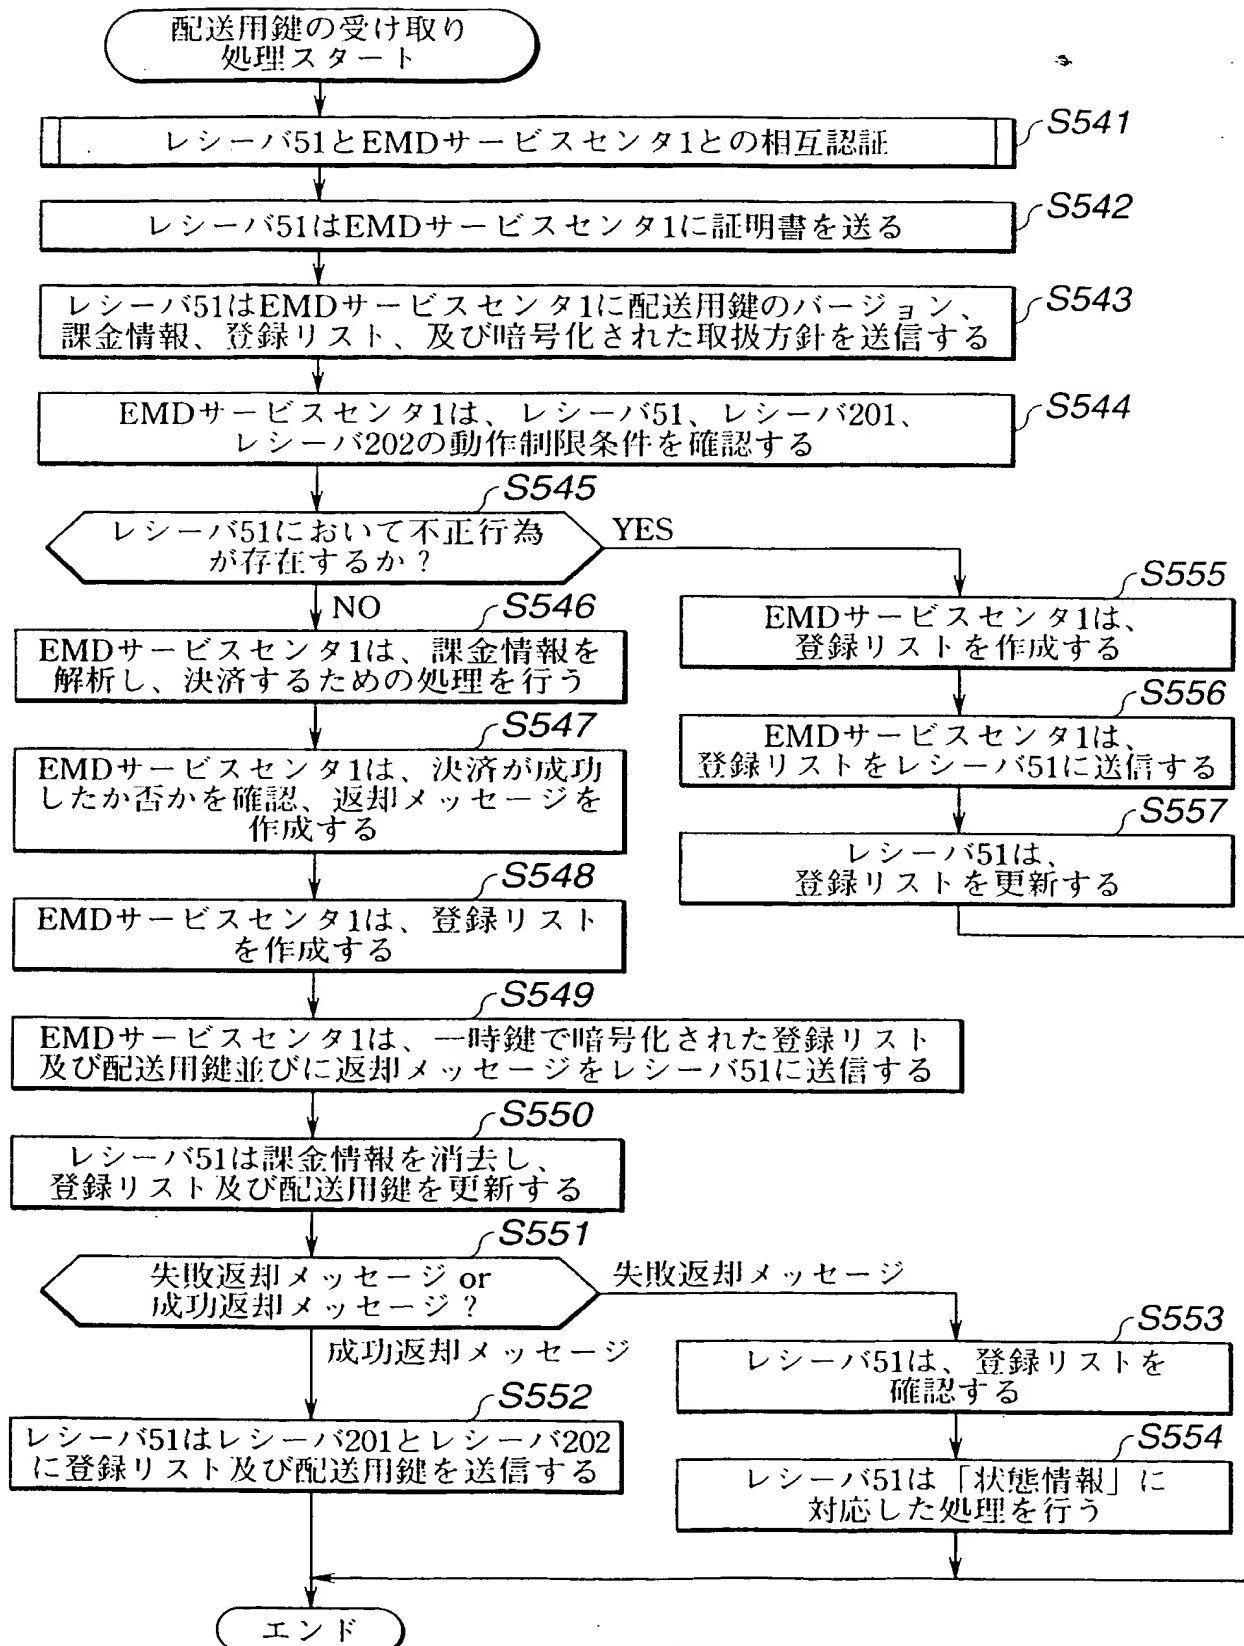 配送用鍵の受け取り
処理スタート
S541
レシーバ51とEMDサービスセンタ1との相互認証
S542
レシーバ51はEMDサービスセンタ1に証明書を送る
S543
レシーバ51はEMDサービスセンタ1に配送用鍵のバージョン、
課金情報、登録リスト、及び暗号化された取扱方針を送信する
S544
EMDサービスセンタ1は、レシーバ51、レシーバ201、
レシーバ202の動作制限条件を確認する
S545
レシーバ51において不正行為
が存在するか？
YES
NO
S546
EMDサービスセンタ1は、課金情報を
解析し、決済するための処理を行う
S547
EMDサービスセンタ1は、決済が成功
したか否かを確認、返却メッセージを
作成する
S548
EMDサービスセンタ1は、登録リスト
を作成する
S555
EMDサービスセンタ1は、
登録リストを作成する
S556
EMDサービスセンタ1は、
登録リストをレシーバ51に送信する
S557
レシーバ51は、
登録リストを更新する
S549
EMDサービスセンタ1は、一時鍵で暗号化された登録リスト
及び配送用鍵並びに返却メッセージをレシーバ51に送信する
S550
レシーバ51は課金情報を消去し、
登録リスト及び配送用鍵を更新する
S551
失敗返却メッセージ or
成功返却メッセージ？
失敗返却メッセージ
成功返却メッセージ
S552
レシーバ51はレシーバ201とレシーバ202
に登録リスト及び配送用鍵を送信する
S553
レシーバ51は、登録リストを
確認する
S554
レシーバ51は「状態情報」に
対応した処理を行う
エンド